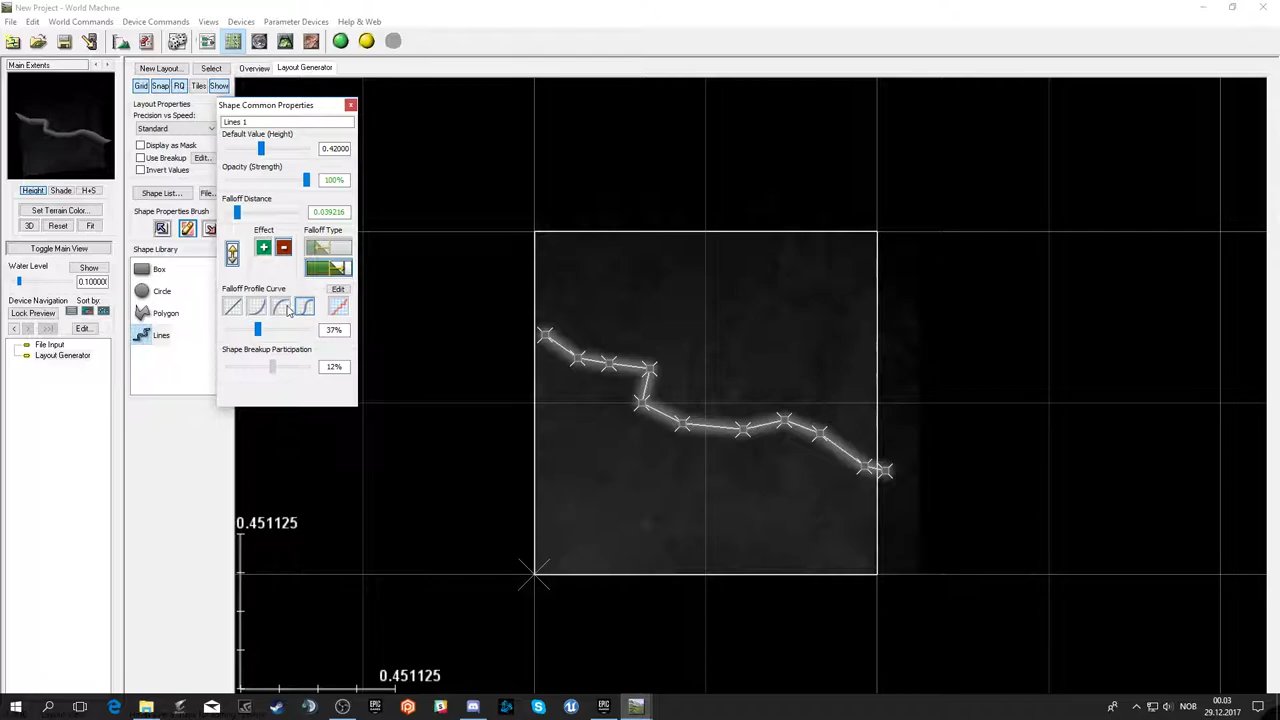 New Project - World Machine
File Edit World Commands Device Commands Views Devices Parameter Devices Help & Web
Main Extents
New Layout... Select Overview Layout Generator
Grid Snap RQ Tiles Show
Layout Properties
Precision vs Speed:
Standard
Display as Mask
Use Breakup Edit..
Invert Values
Shape List... File..
Shape Properties Brush
Shape Library
Box
Circle
Polygon
Lines
Height Shade H+S
Set Terrain Color...
3D Reset Fit
Toggle Main View
Water Level Show
0.10000
Device Navigation Sort by:
Lock Preview
Edit...
File Input
Layout Generator
Shape Common Properties
Lines 1
Default Value (Height)
0.42000
Opacity (Strength)
100%
Falloff Distance
0.039216
Effect Falloff Type
Falloff Profile Curve Edit
37%
Shape Breakup Participation
12%
0.451125
0.451125
EPIC
EPIC
NOB
00.03
29.12.2017